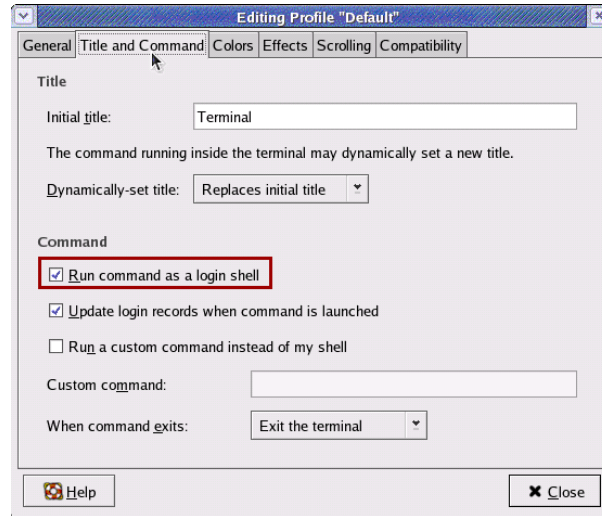 Editing Profile "Default"
General Title and Command Colors Effects Scrolling Compatibility
Title
Initial title: Terminal
The command running inside the terminal may dynamically set a new title.
Dynamically-set title: Replaces initial title
Command
Run command as a login shell
Update login records when command is launched
Run a custom command instead of my shell
Custom command:
When command exits: Exit the terminal
Help Close